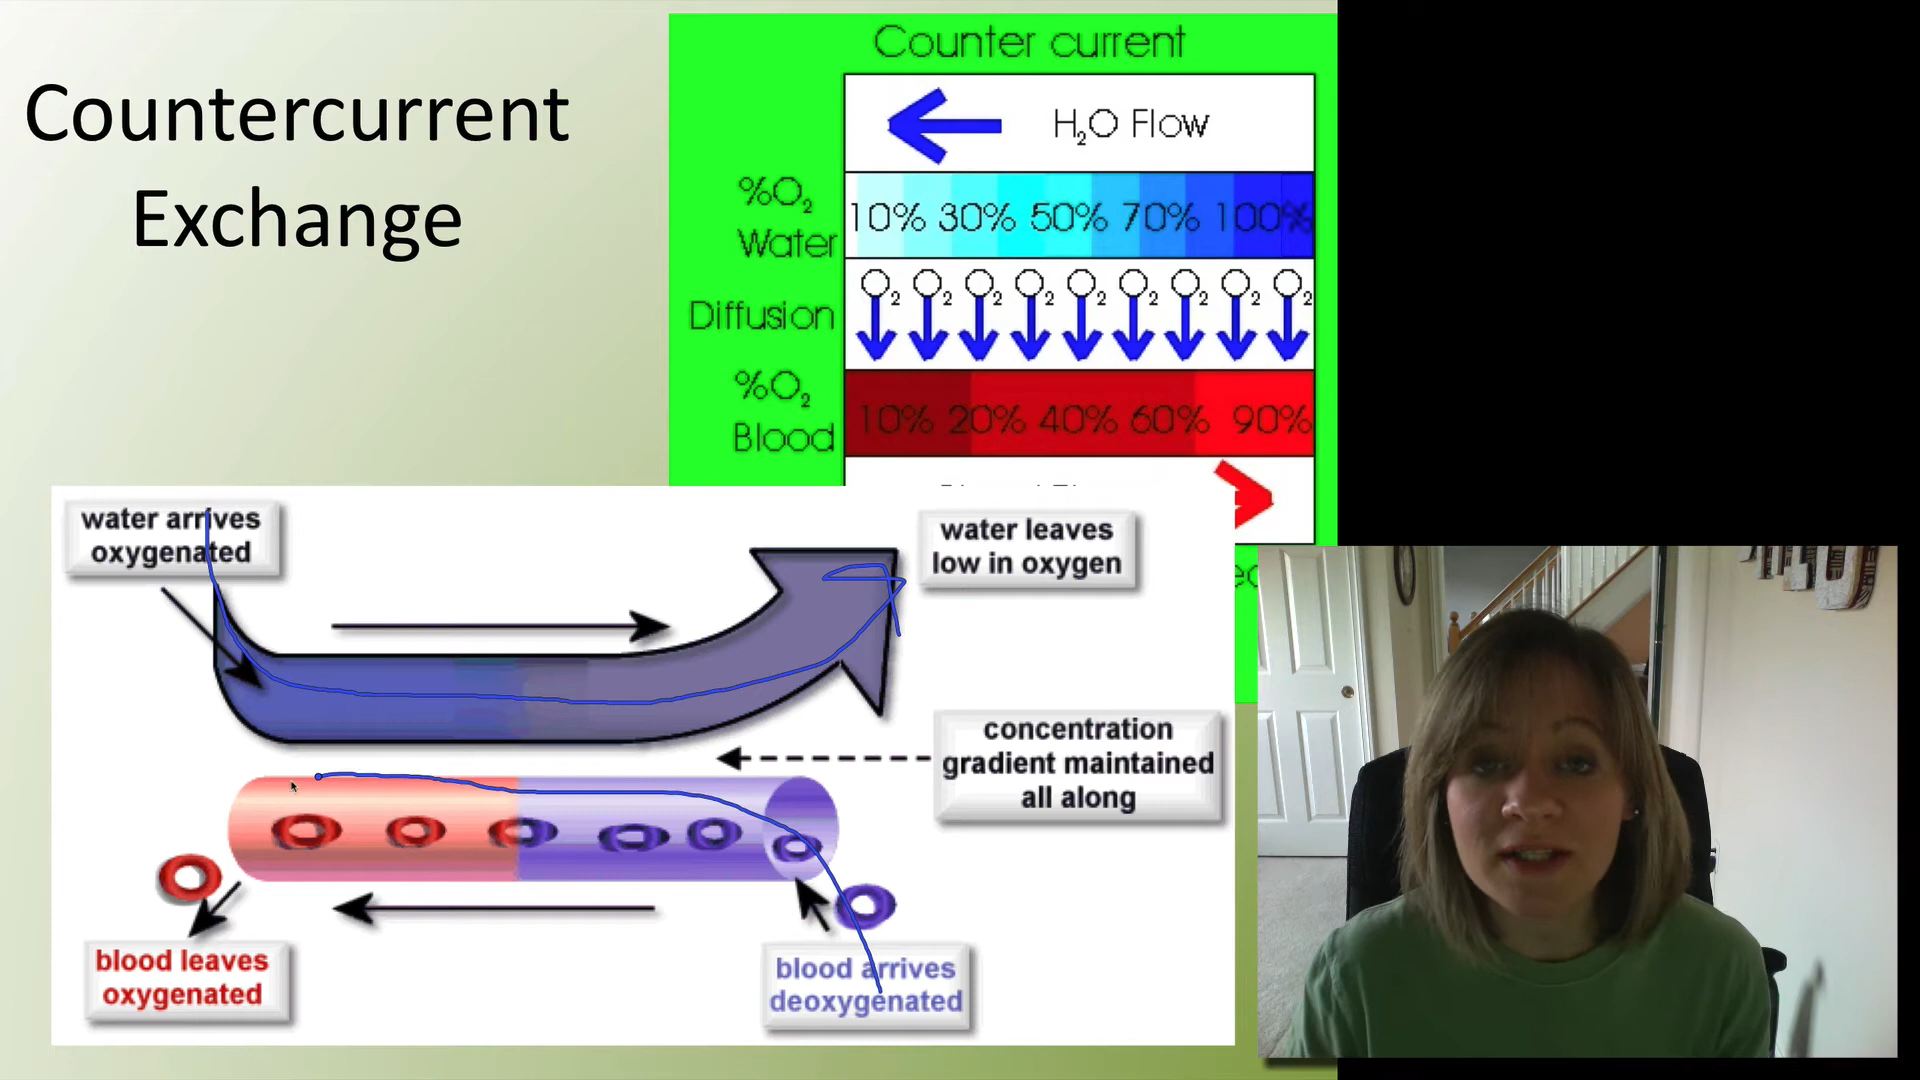 Countercurrent
Exchange
Counter current
H₂O Flow
%O₂
Water
10% 30% 50% 70% 100%
O₂ O₂ O₂ O₂ O₂ O₂ O₂ O₂ O₂
Diffusion
%O₂
Blood
10% 20% 40% 60% 90%
water arrives
oxygenated
water leaves
low in oxygen
concentration
gradient maintained
all along
blood leaves
oxygenated
blood arrives
deoxygenated